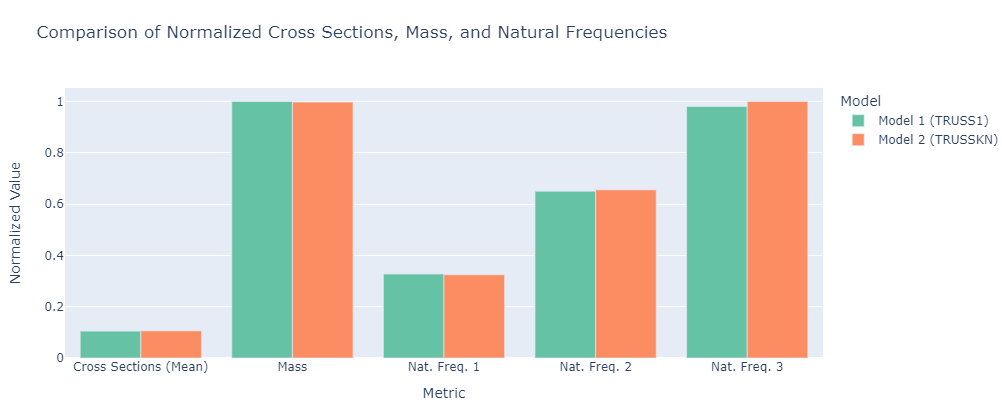 Comparison of Normalized Cross Sections, Mass, and Natural Frequencies
Model
Model 1 (TRUSS1)
Model 2 (TRUSSKN)
Normalized Value
1
0.8
0.6
0.4
0.2
0
Cross Sections (Mean)
Mass
Nat. Freq. 1
Nat. Freq. 2
Nat. Freq. 3
Metric